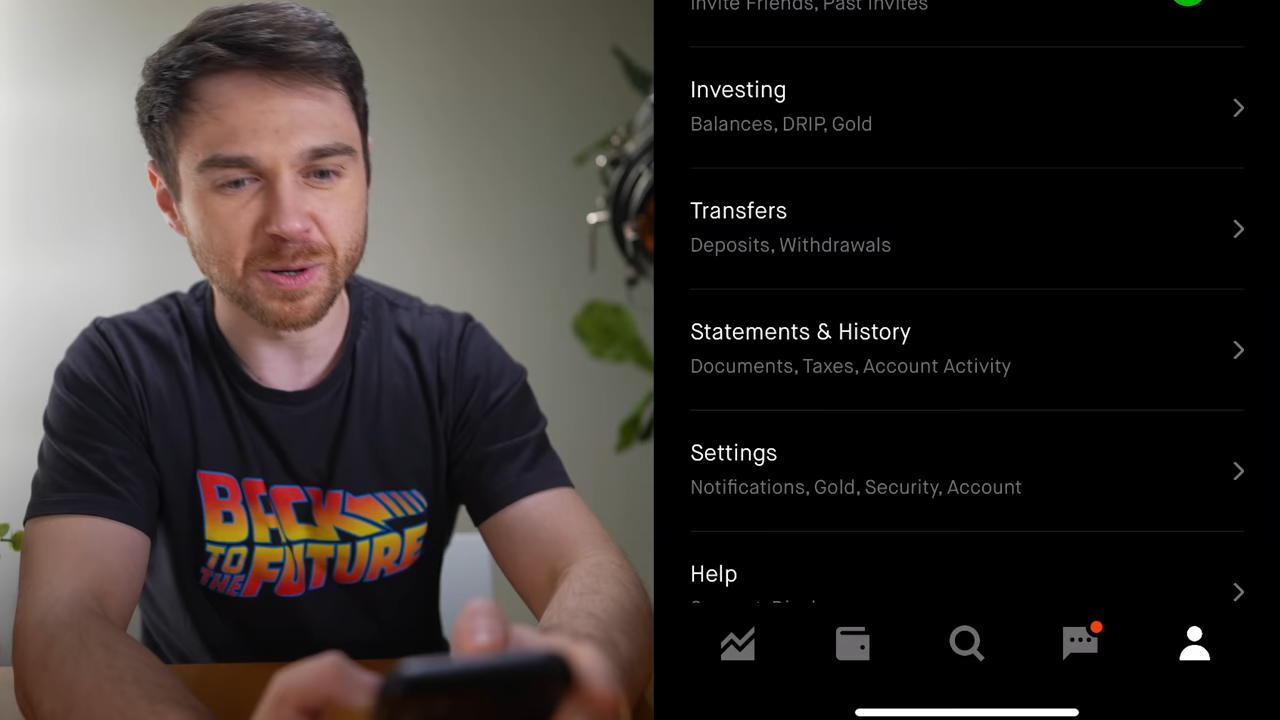 BACK
TO
THE FUTURE
Invite Friends, Past Invites
Investing
Balances, DRIP, Gold
Transfers
Deposits, Withdrawals
Statements & History
Documents, Taxes, Account Activity
Settings
Notifications, Gold, Security, Account
Help